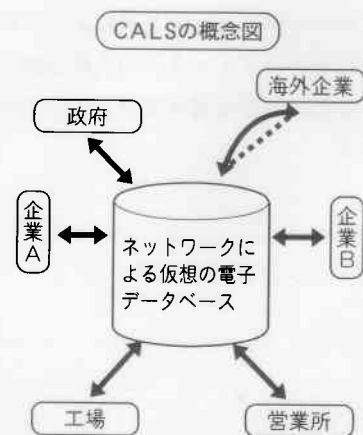 CALSの概念図
海外企業
政府
企業A
ネットワークに
よる仮想の電子
データベース
企業B
工場
営業所